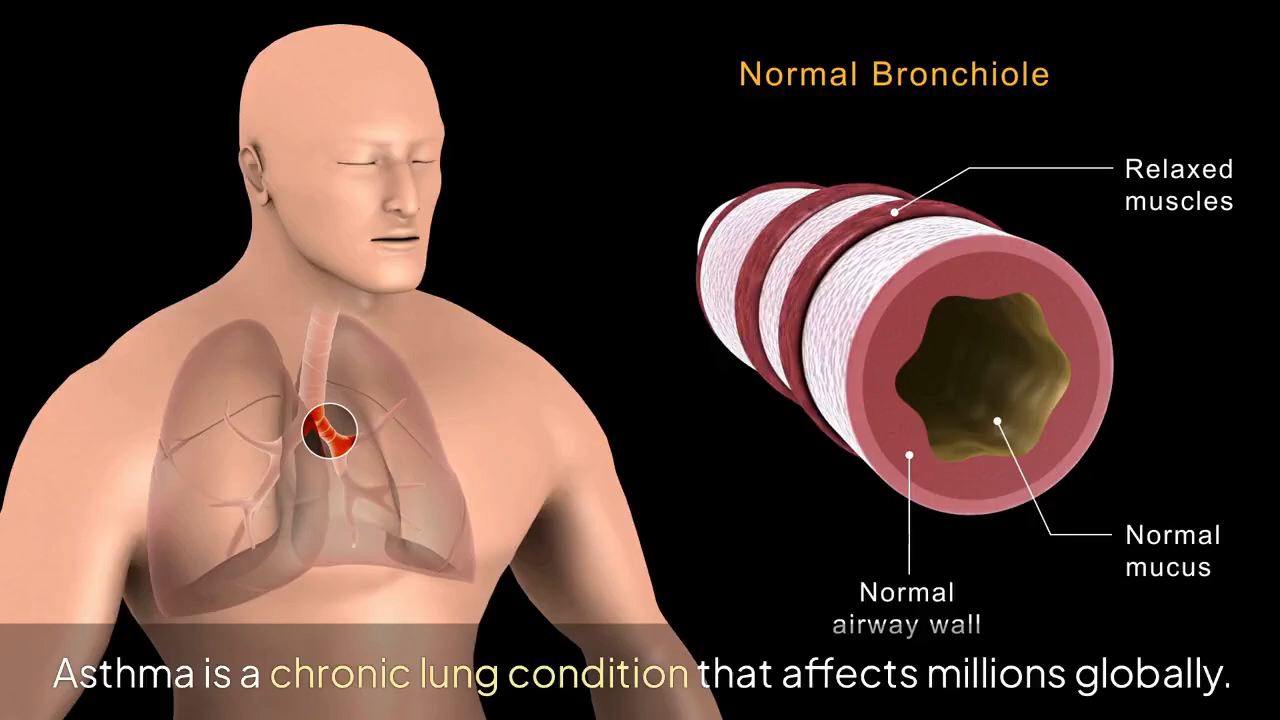 Normal Bronchiole
Relaxed
muscles
Normal
mucus
Normal
airway wall
Asthma is a chronic lung condition that affects millions globally.